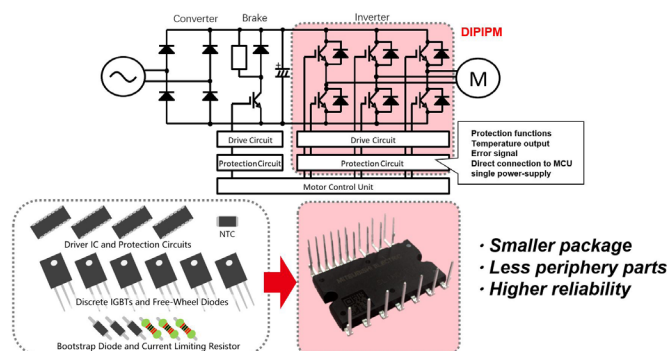 Converter
Brake
Inverter
DIPIPM
+
M
Drive Circuit
Drive Circuit
Protection Circuit
Protection Circuit
Motor Control Unit
Protection functions
Temperature output
Error signal
Direct connection to MCU
single power-supply
NTC
Driver IC and Protection Circuits
Discrete IGBTs and Free-Wheel Diodes
Bootstrap Diode and Current Limiting Resistor
MITSUBISHI ELECTRIC
・Smaller package
・Less periphery parts
・Higher reliability